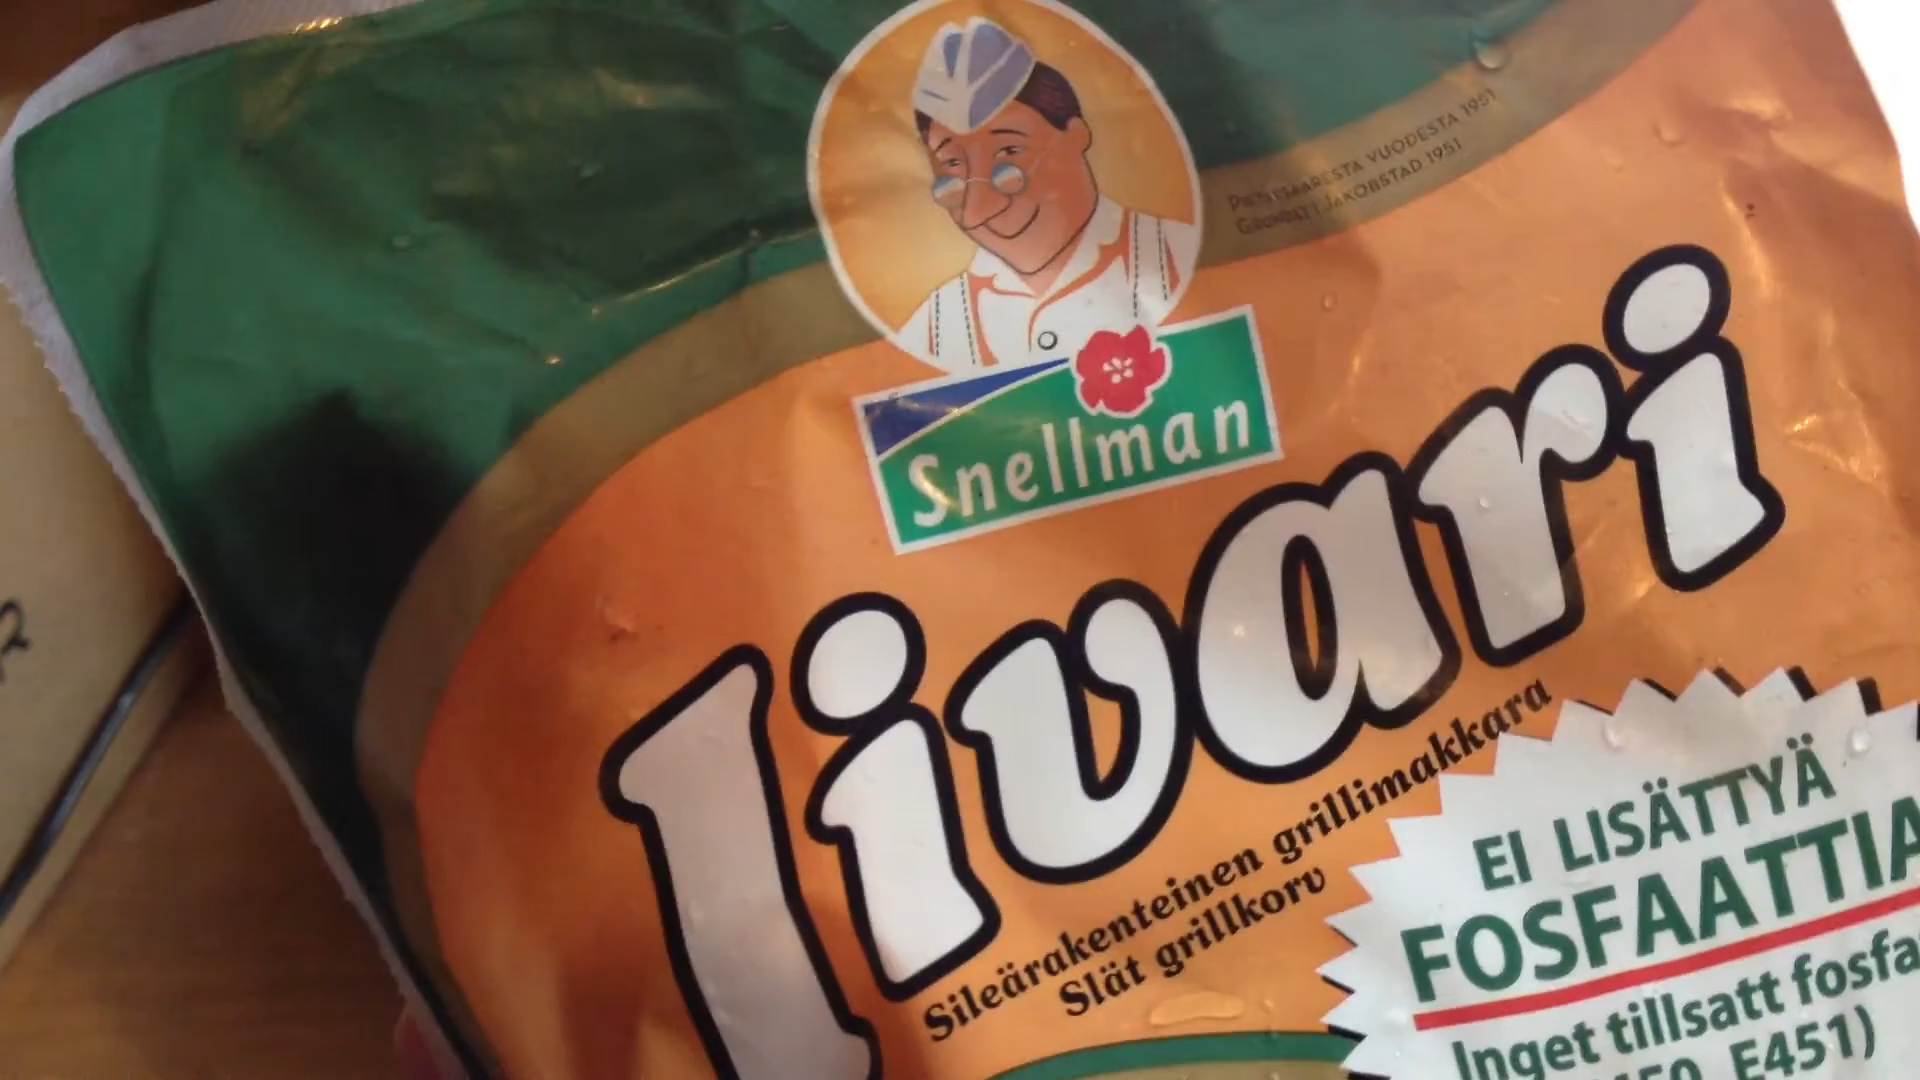 PIETARSAARESTA VUODESTA 1951
GRUNDAT I JAKOBSTAD 1951
Snellman
Iivari
Sileärakenteinen grillimakkara
Slät grillkorv
EI LISÄTTYÄ
FOSFAATTIA
Inget tillsatt fosfa
E451)